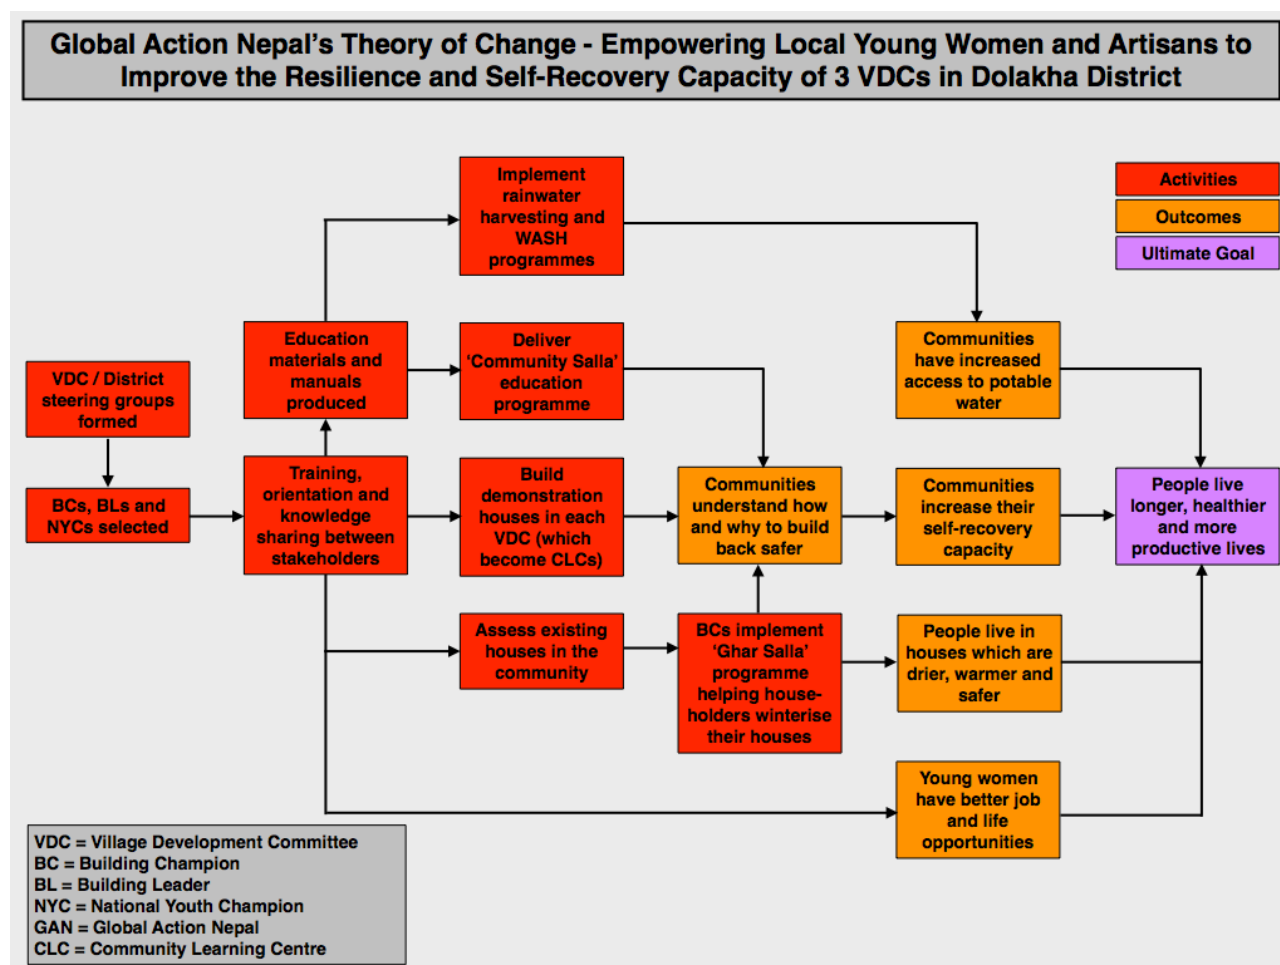 Global Action Nepal's Theory of Change - Empowering Local Young Women and Artisans to
Improve the Resilience and Self-Recovery Capacity of 3 VDCs in Dolakha District
Implement
rainwater
harvesting and
WASH
programmes
Activities
Outcomes
Ultimate Goal
VDC / District
steering groups
formed
Education
materials and
manuals
produced
Deliver
'Community Salla'
education
programme
Communities
have increased
access to potable
water
BCs, BLs and
NYCs selected
Training,
orientation and
knowledge
sharing between
stakeholders
Build
demonstration
houses in each
VDC (which
become CLCs)
Communities
understand how
and why to build
back safer
Communities
increase their
self-recovery
capacity
People live
longer, healthier
and more
productive lives
Assess existing
houses in the
community
BCs implement
'Ghar Salla'
programme
helping house-
holders winterise
their houses
People live in
houses which are
drier, warmer and
safer
Young women
have better job
and life
opportunities
VDC = Village Development Committee
BC = Building Champion
BL = Building Leader
NYC = National Youth Champion
GAN = Global Action Nepal
CLC = Community Learning Centre